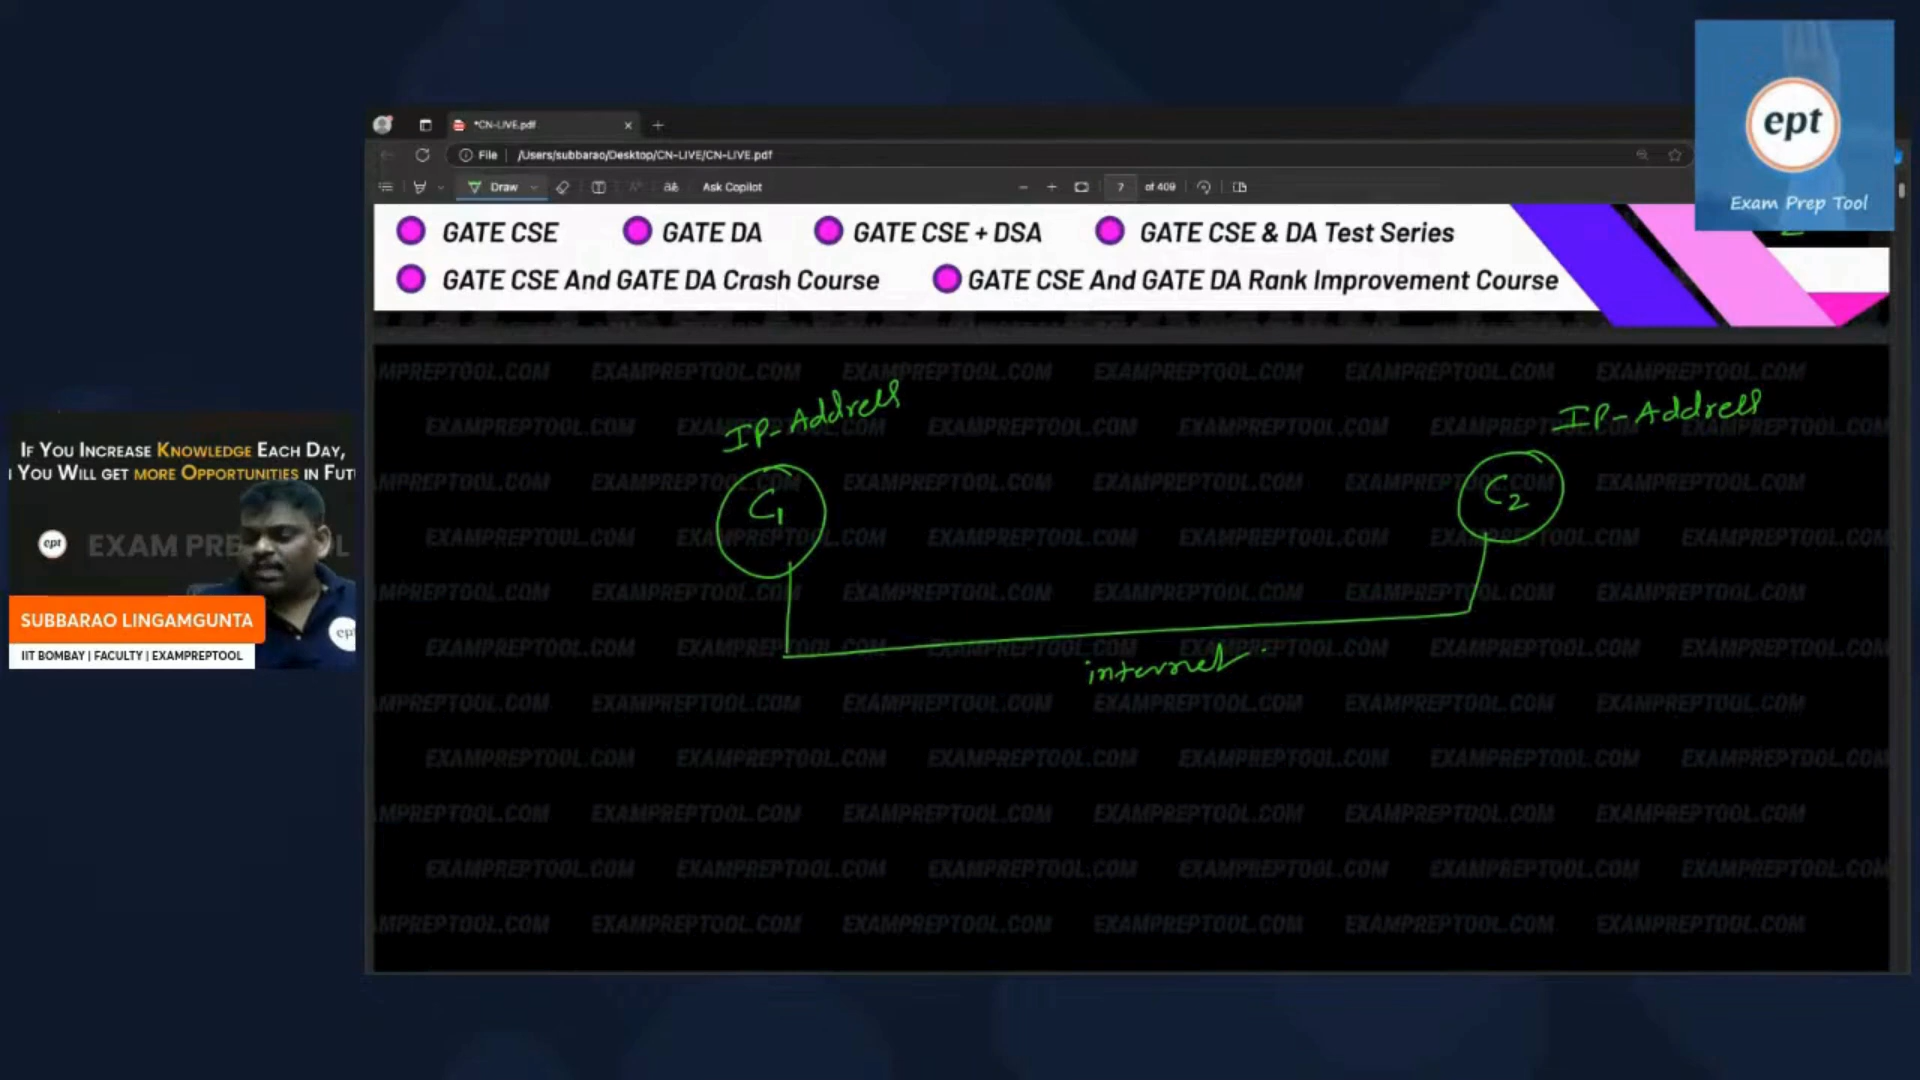 ept
Exam Prep Tool
*CN-LIVE.pdf
File | /Users/subbarao/Desktop/CN-LIVE/CN-LIVE.pdf
Draw
Ask Copilot
7 of 409
GATE CSE GATE DA GATE CSE + DSA GATE CSE & DA Test Series
GATE CSE And GATE DA Crash Course GATE CSE And GATE DA Rank Improvement Course
IP-Address
IP-Address
C1
C2
internet
IF YOU INCREASE KNOWLEDGE EACH DAY,
YOU WILL GET MORE OPPORTUNITIES IN FUT
ept EXAM PRE
SUBBARAO LINGAMGUNTA
IIT BOMBAY | FACULTY | EXAMPREPTOOL
EXAMPREPTOOL.COM